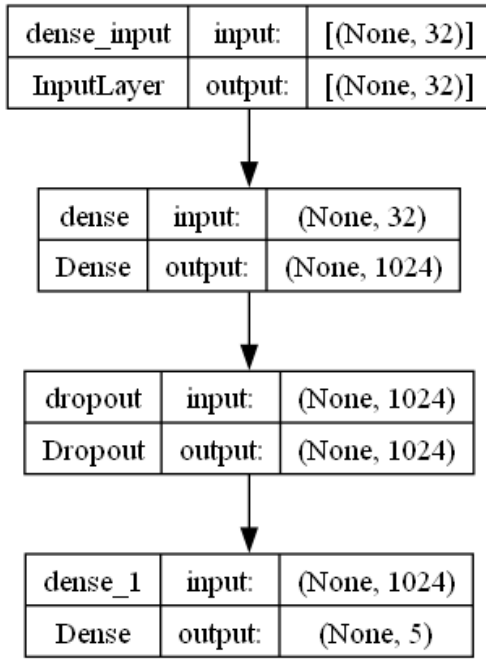 dense_input input: [(None, 32)]
InputLayer output: [(None, 32)]
dense input: (None, 32)
Dense output: (None, 1024)
dropout input: (None, 1024)
Dropout output: (None, 1024)
dense_1 input: (None, 1024)
Dense output: (None, 5)